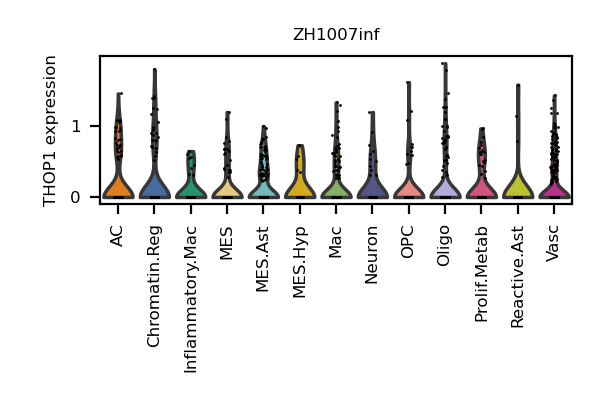 ZH1007inf
THOP1 expression
1
0
AC
Chromatin.Reg
Inflammatory.Mac
MES
MES.Ast
MES.Hyp
Mac
Neuron
OPC
Oligo
Prolif.Metab
Reactive.Ast
Vasc